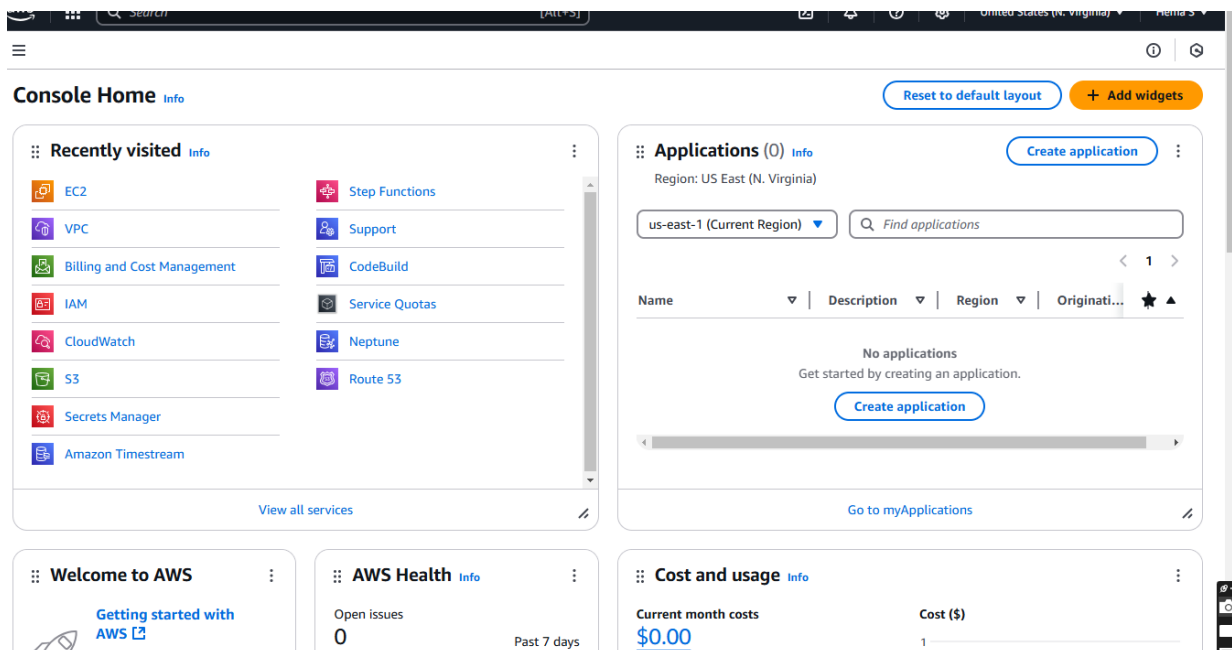 aws
Search
[Alt+S]
United States (N. Virginia)
Hema S
Console Home Info
Reset to default layout
+ Add widgets
Recently visited Info
EC2
VPC
Billing and Cost Management
IAM
CloudWatch
S3
Secrets Manager
Amazon Timestream
Step Functions
Support
CodeBuild
Service Quotas
Neptune
Route 53
View all services
Applications (0) Info
Create application
Region: US East (N. Virginia)
us-east-1 (Current Region)
Find applications
1
Name Description Region Originati...
No applications
Get started by creating an application.
Create application
Go to myApplications
Welcome to AWS
Getting started with
AWS
AWS Health Info
Open issues
0
Past 7 days
Cost and usage Info
Current month costs
$0.00
Cost ($)
1